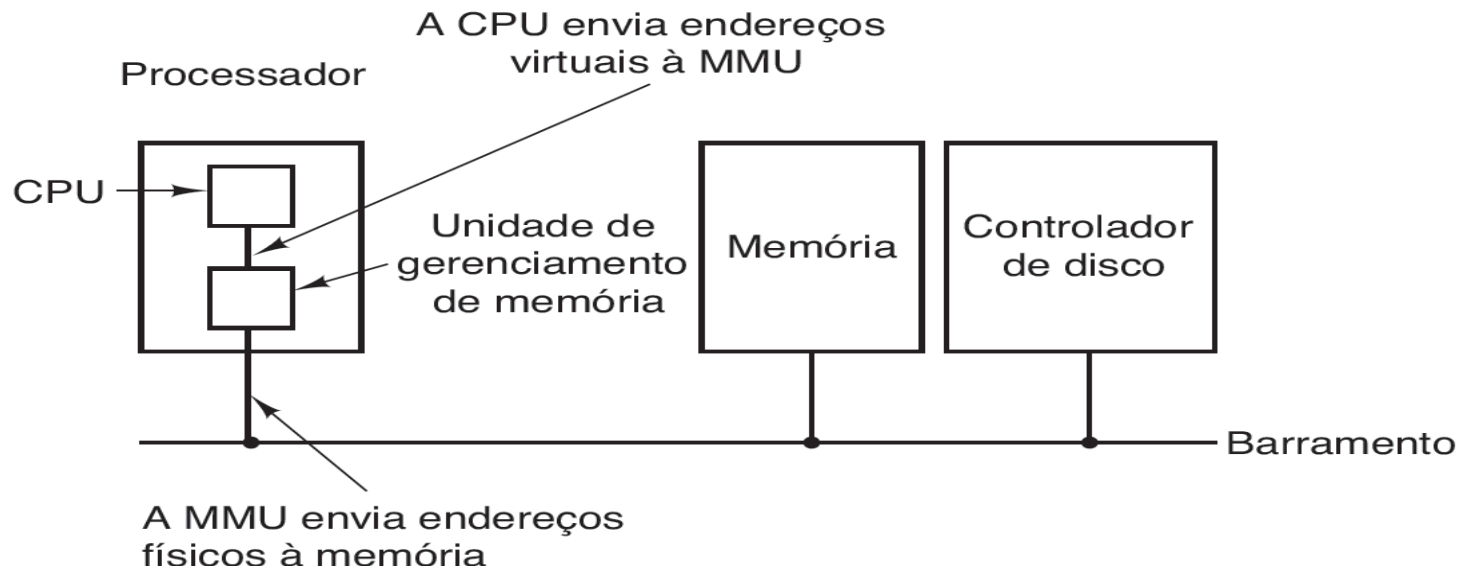 A CPU envia endereços
virtuais à MMU
Processador
CPU
Unidade de
gerenciamento
de memória
Memória
Controlador
de disco
Barramento
A MMU envia endereços
físicos à memória